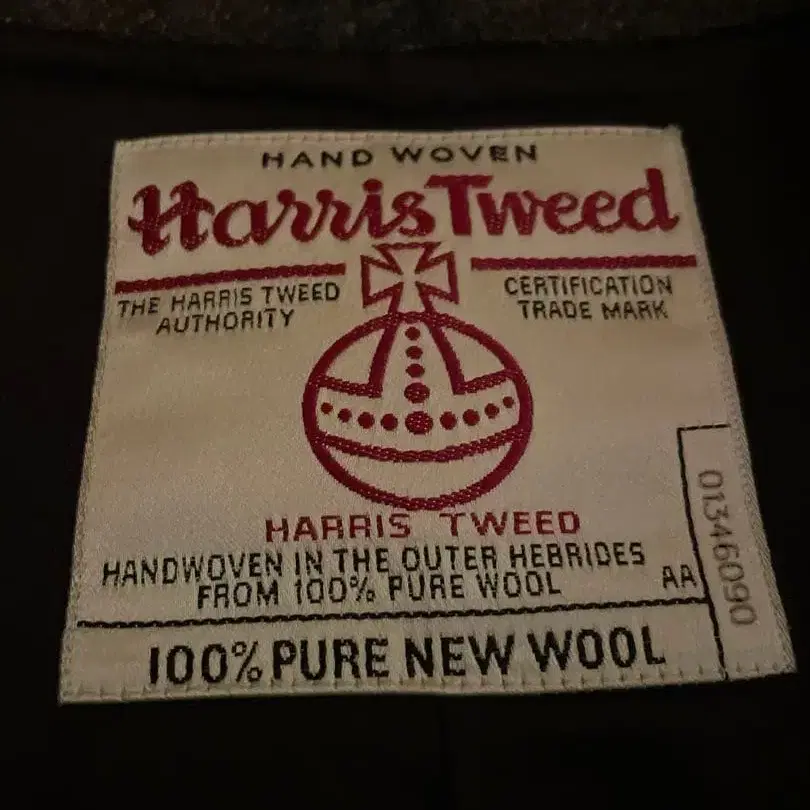 HAND WOVEN
Harris Tweed
THE HARRIS TWEED
AUTHORITY
CERTIFICATION
TRADE MARK
HARRIS TWEED
HANDWOVEN IN THE OUTER HEBRIDES
FROM 100% PURE WOOL
AA
01346090
100% PURE NEW WOOL